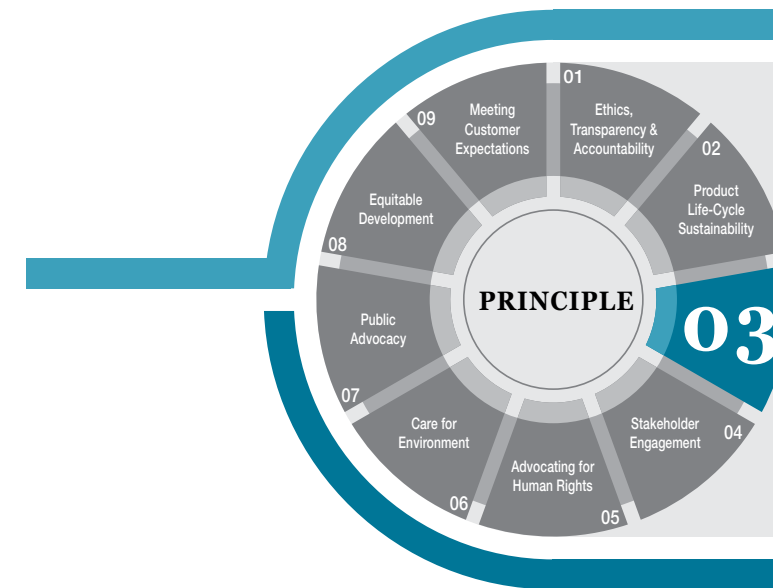 01
Ethics,
Transparency &
Accountability
02
Product
Life-Cycle
Sustainability
03
04
Stakeholder
Engagement
05
Advocating for
Human Rights
06
Care for
Environment
07
Public
Advocacy
08
Equitable
Development
09
Meeting
Customer
Expectations
PRINCIPLE